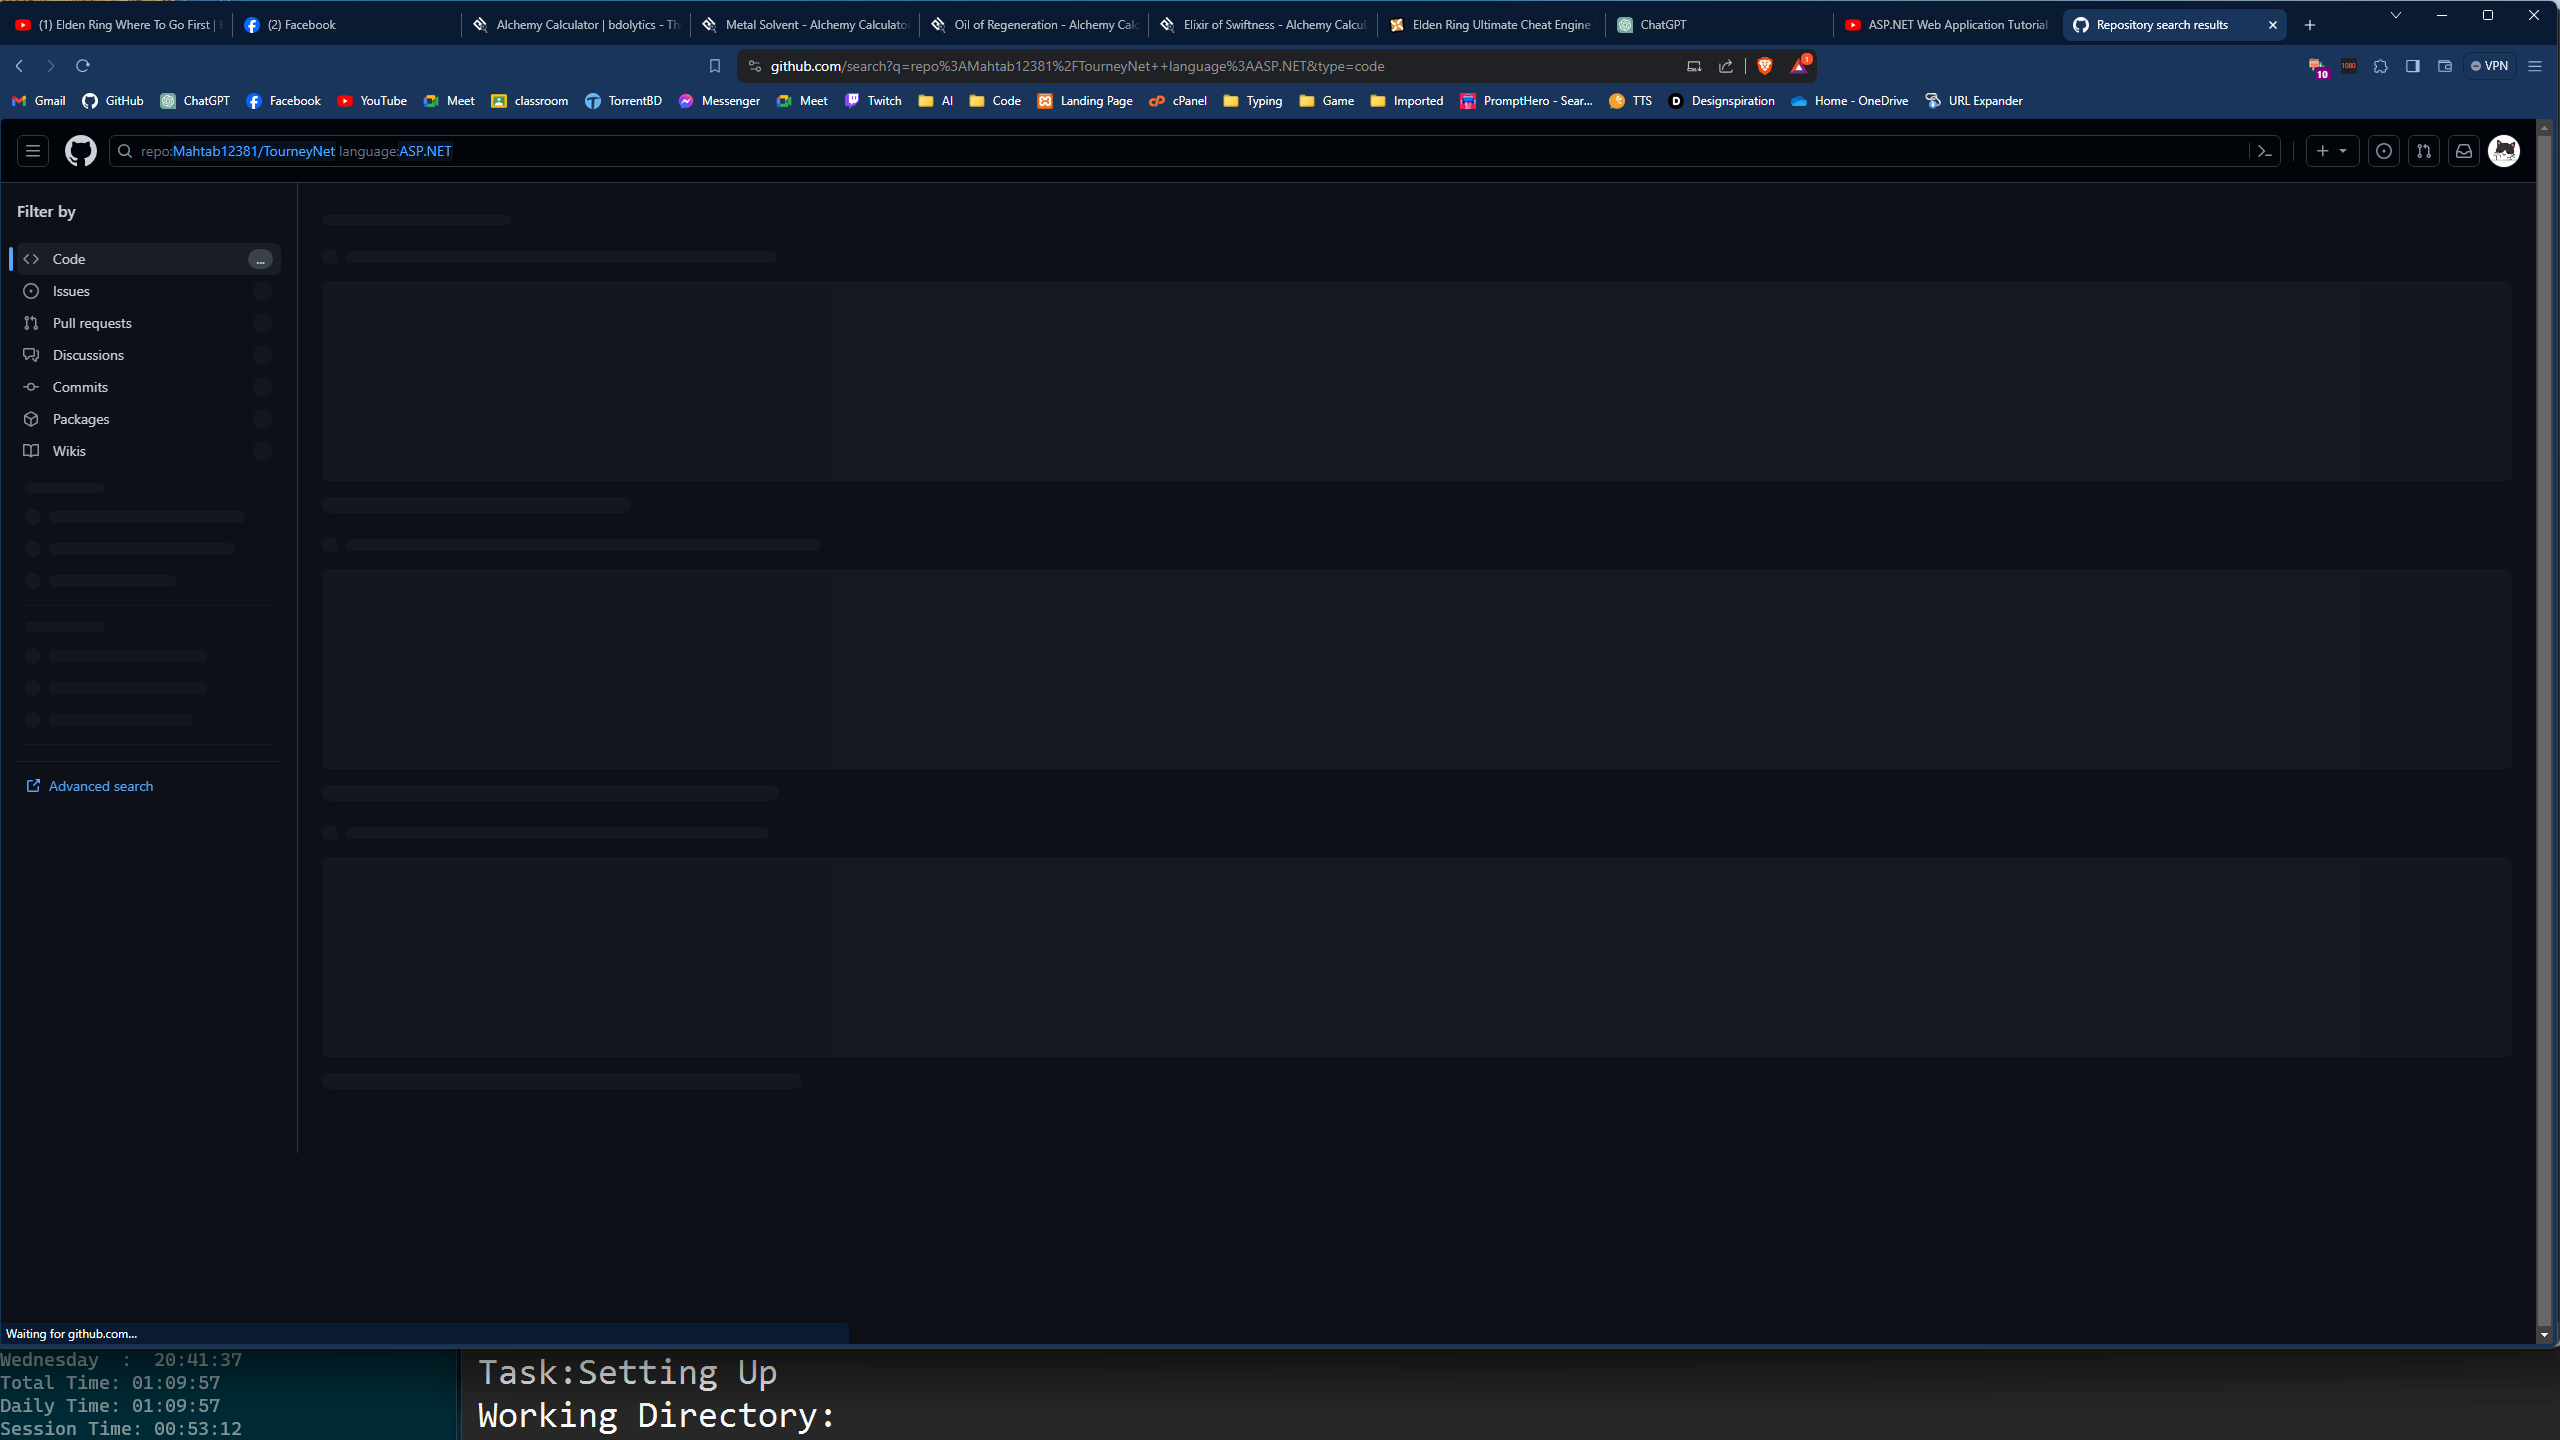 (1) Elden Ring Where To Go First |
(2) Facebook
Alchemy Calculator | bdolytics - Th
Metal Solvent - Alchemy Calculator
Oil of Regeneration - Alchemy Calc
Elixir of Swiftness - Alchemy Calcul
Elden Ring Ultimate Cheat Engine
ChatGPT
ASP.NET Web Application Tutorial
Repository search results
github.com/search?q=repo%3AMahtab12381%2FTourneyNet++language%3AASP.NET&type=code
1
10
1080
VPN
Gmail
GitHub
ChatGPT
Facebook
YouTube
Meet
classroom
TorrentBD
Messenger
Meet
Twitch
AI
Code
Landing Page
cPanel
Typing
Game
Imported
PromptHero - Sear...
TTS
Designspiration
Home - OneDrive
URL Expander
repo:Mahtab12381/TourneyNet language:ASP.NET
Filter by
Code
...
Issues
Pull requests
Discussions
Commits
Packages
Wikis
Advanced search
Waiting for github.com...
Wednesday : 20:41:37
Total Time: 01:09:57
Daily Time: 01:09:57
Session Time: 00:53:12
Task:Setting Up
Working Directory: